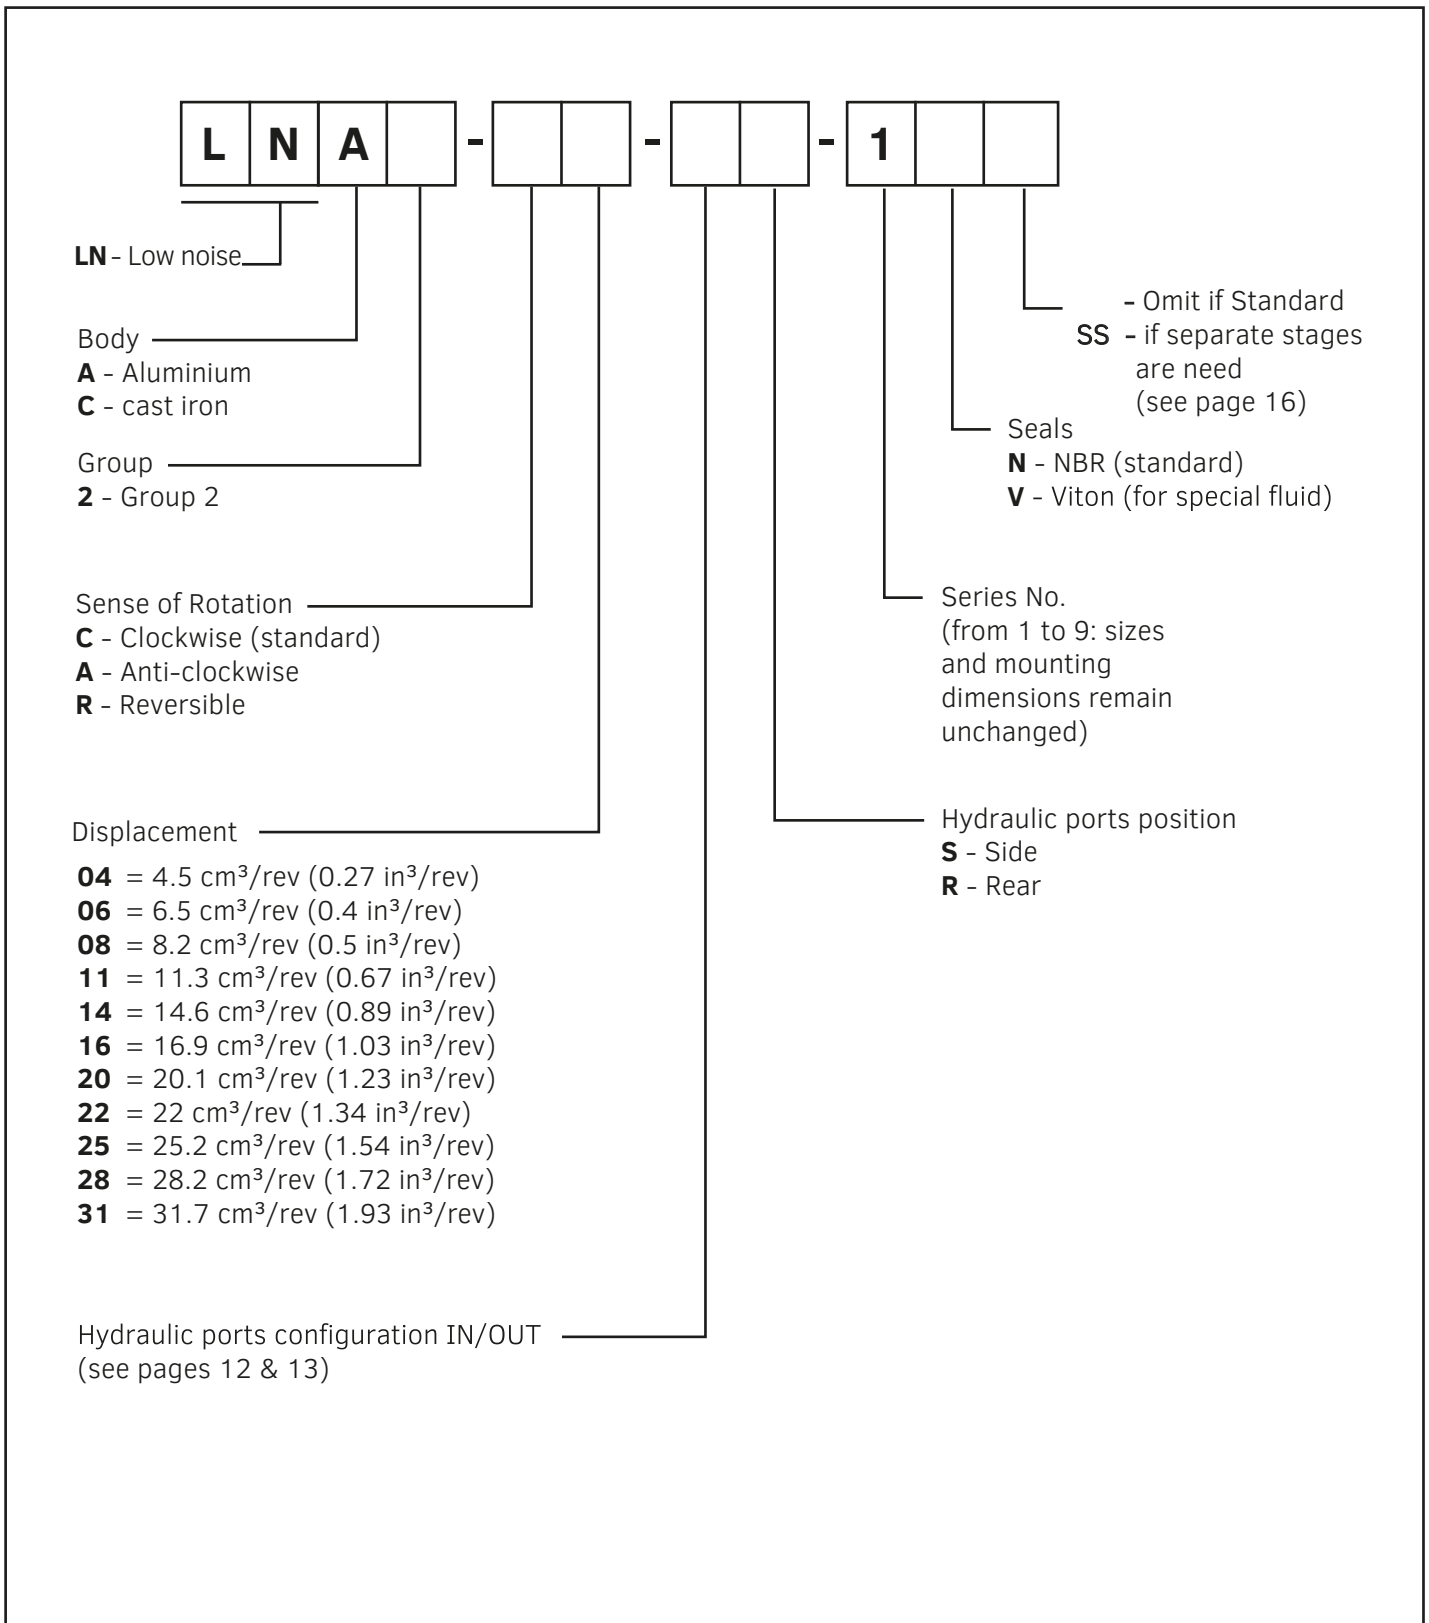 L N A - - - 1
LN - Low noise
Body
A - Aluminium
C - cast iron
Group
2 - Group 2
Sense of Rotation
C - Clockwise (standard)
A - Anti-clockwise
R - Reversible
Displacement
04 = 4.5 cm³/rev (0.27 in³/rev)
06 = 6.5 cm³/rev (0.4 in³/rev)
08 = 8.2 cm³/rev (0.5 in³/rev)
11 = 11.3 cm³/rev (0.67 in³/rev)
14 = 14.6 cm³/rev (0.89 in³/rev)
16 = 16.9 cm³/rev (1.03 in³/rev)
20 = 20.1 cm³/rev (1.23 in³/rev)
22 = 22 cm³/rev (1.34 in³/rev)
25 = 25.2 cm³/rev (1.54 in³/rev)
28 = 28.2 cm³/rev (1.72 in³/rev)
31 = 31.7 cm³/rev (1.93 in³/rev)
Hydraulic ports configuration IN/OUT
(see pages 12 & 13)
- Omit if Standard
SS - if separate stages
are need
(see page 16)
Seals
N - NBR (standard)
V - Viton (for special fluid)
Series No.
(from 1 to 9: sizes
and mounting
dimensions remain
unchanged)
Hydraulic ports position
S - Side
R - Rear